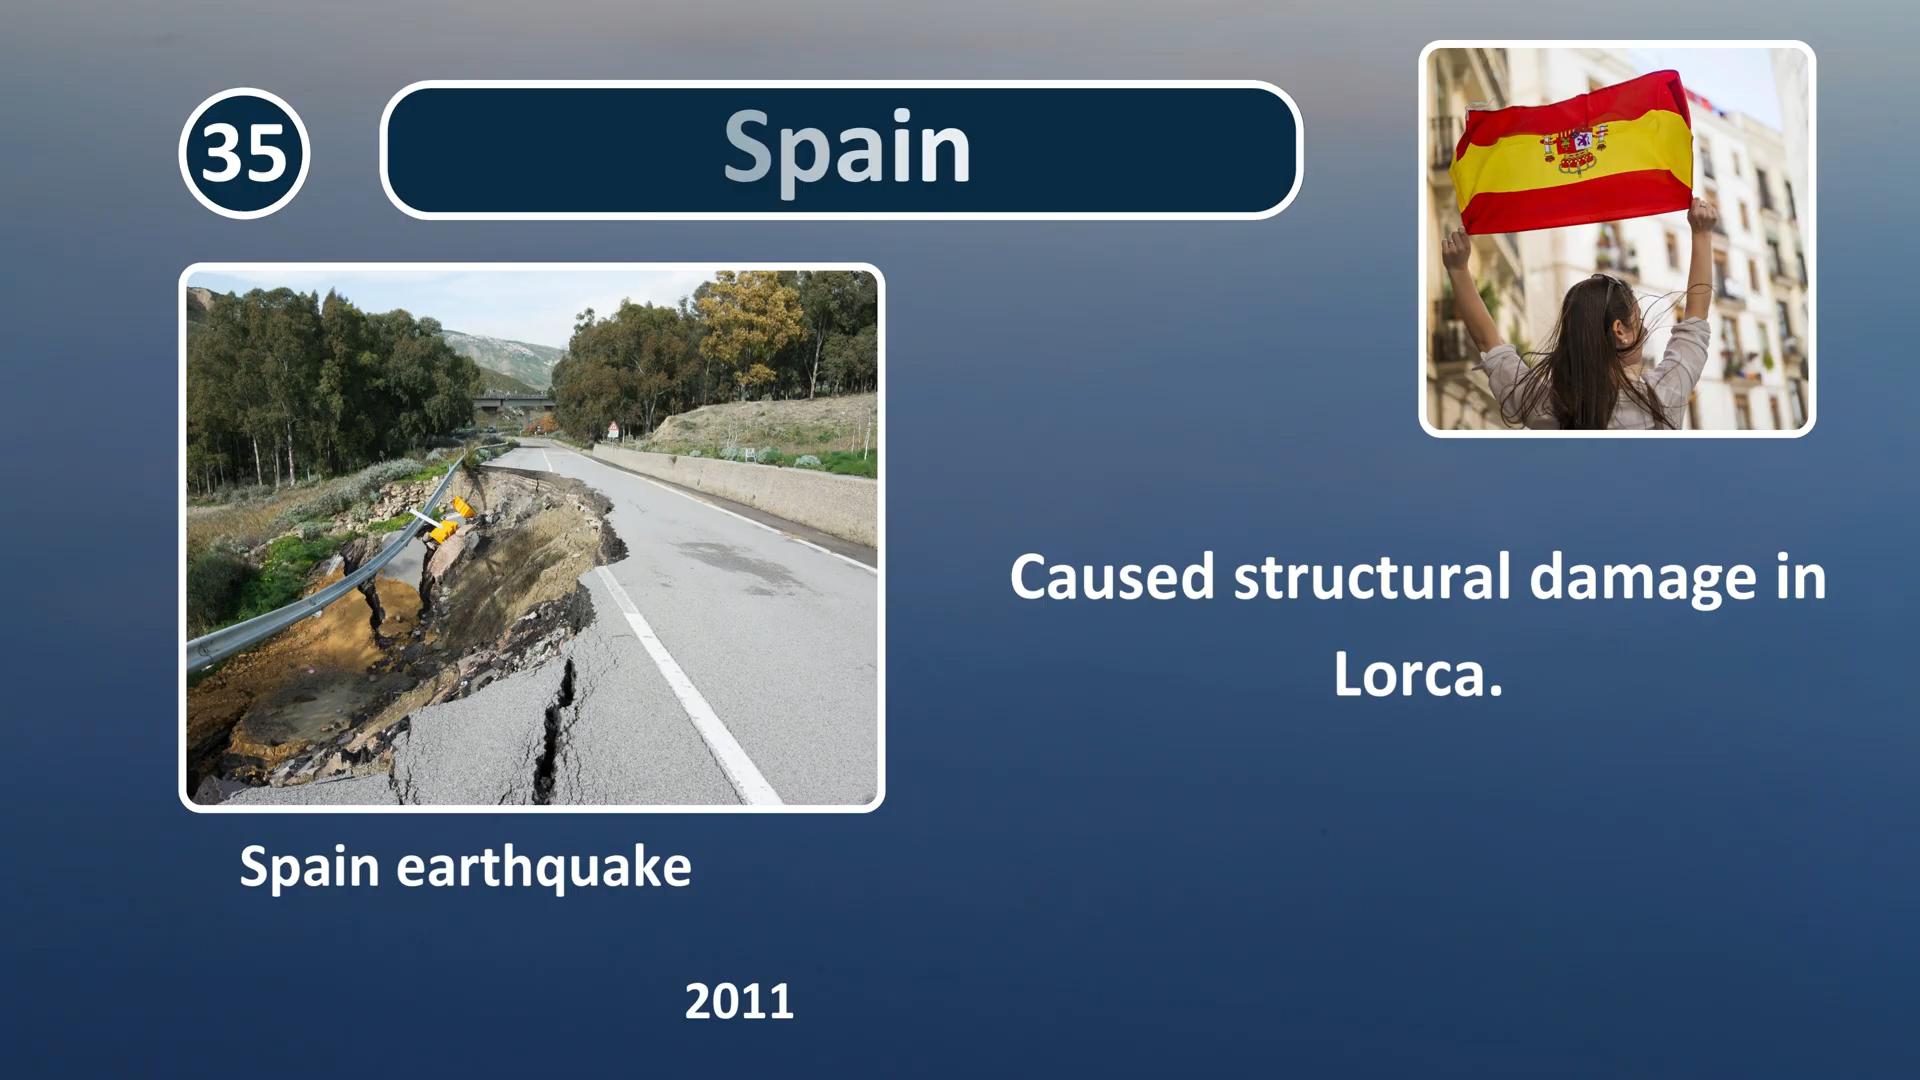 35
Spain
Caused structural damage in
Lorca.
Spain earthquake
2011